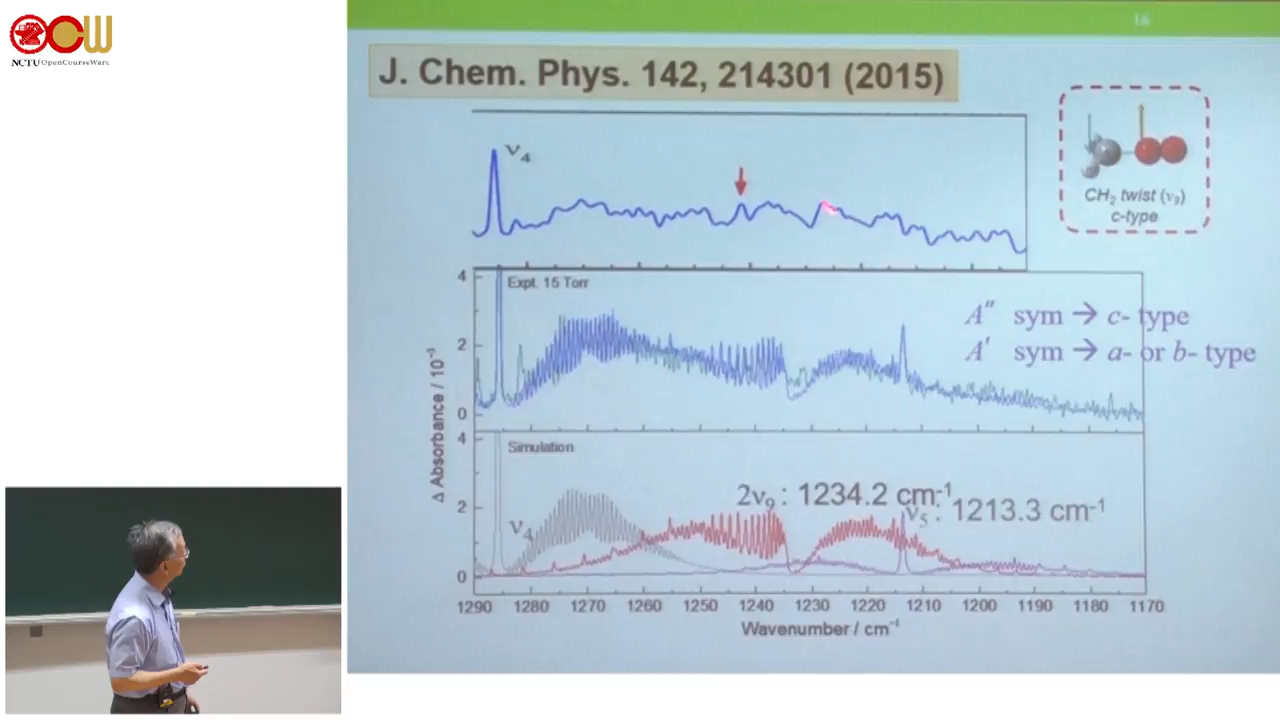 OCW
NCTU OpenCourseWare
16
J. Chem. Phys. 142, 214301 (2015)
ν4
CH2 twist (ν9)
c-type
4
Expt. 15 Torr
2
0
A" sym → c- type
A' sym → a- or b- type
Δ Absorbance / 10⁻³
4
Simulation
2
0
ν4
2ν9 : 1234.2 cm⁻¹
ν5 : 1213.3 cm⁻¹
1290 1280 1270 1260 1250 1240 1230 1220 1210 1200 1190 1180 1170
Wavenumber / cm⁻¹